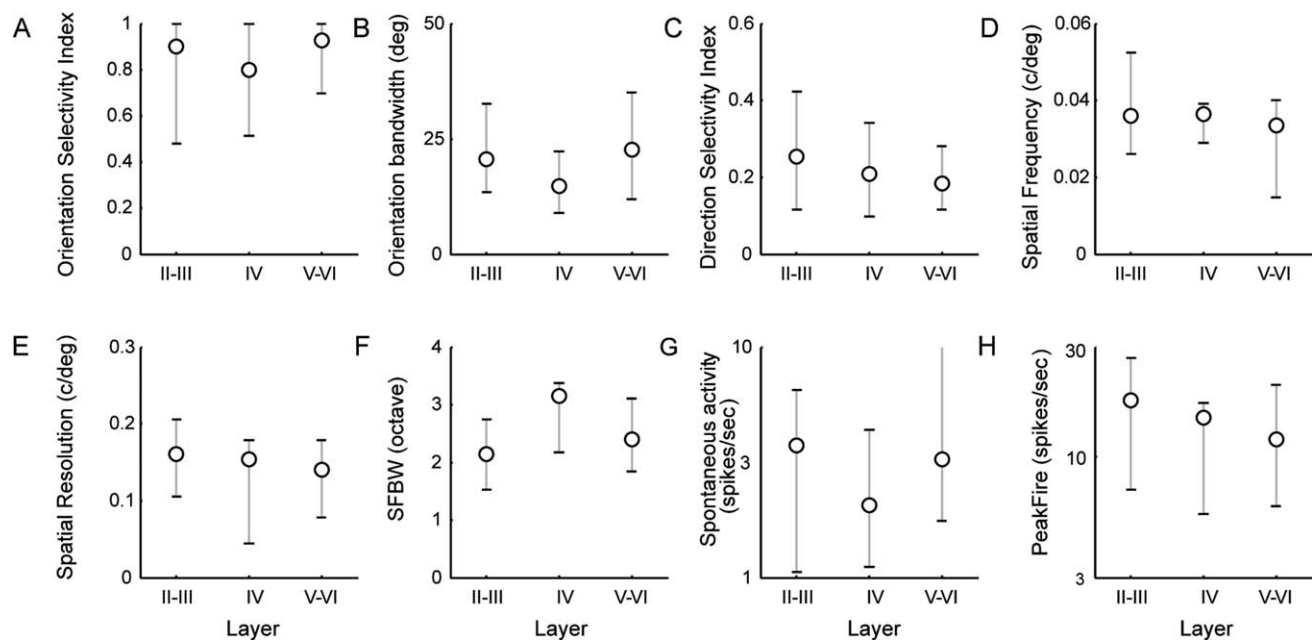 A
Orientation Selectivity Index
1
0.8
0.6
0.4
0.2
0
II-III IV V-VI
B
Orientation bandwidth (deg)
50
25
0
II-III IV V-VI
C
Direction Selectivity Index
0.6
0.4
0.2
0
II-III IV V-VI
D
Spatial Frequency (c/deg)
0.06
0.04
0.02
0
II-III IV V-VI
E
Spatial Resolution (c/deg)
0.3
0.2
0.1
0
II-III IV V-VI
Layer
F
SFBW (octave)
4
3
2
1
0
II-III IV V-VI
Layer
G
Spontaneous activity
(spikes/sec)
10
3
1
II-III IV V-VI
Layer
H
PeakFire (spikes/sec)
30
10
3
II-III IV V-VI
Layer